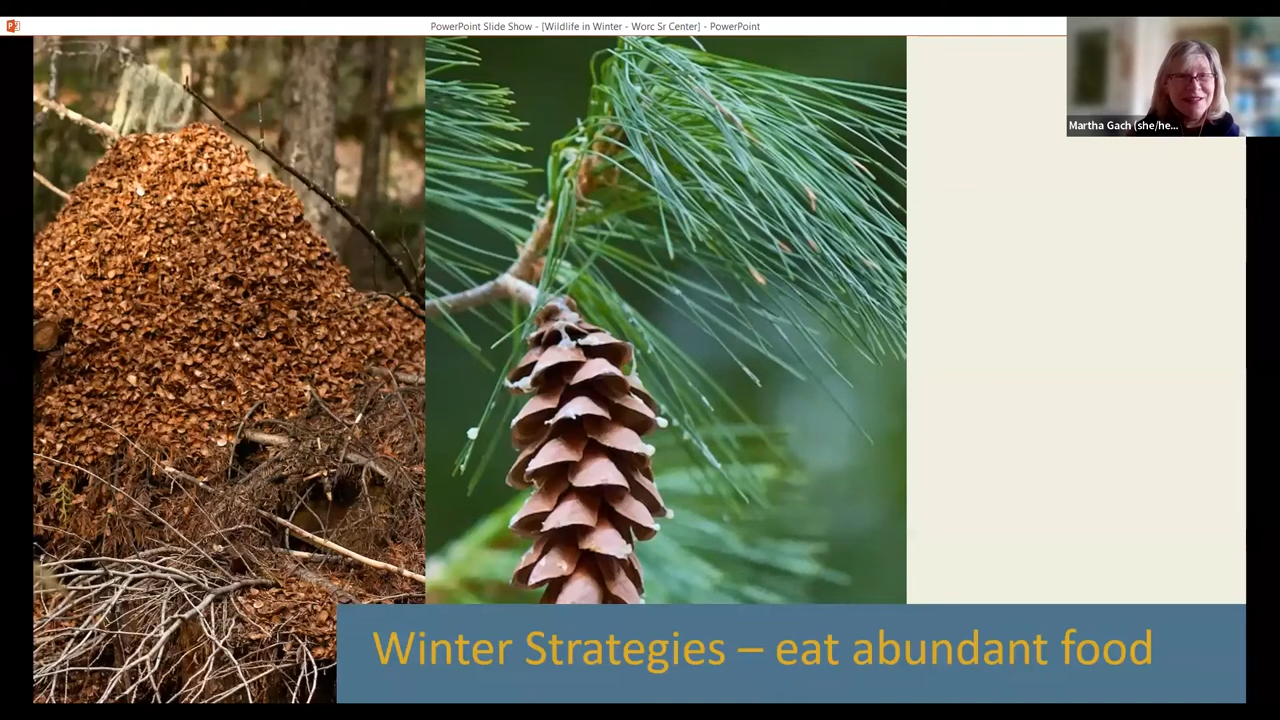 PowerPoint Slide Show - [Wildlife in Winter - Worc Sr Center] - PowerPoint
Martha Gach (she/he...
Winter Strategies – eat abundant food